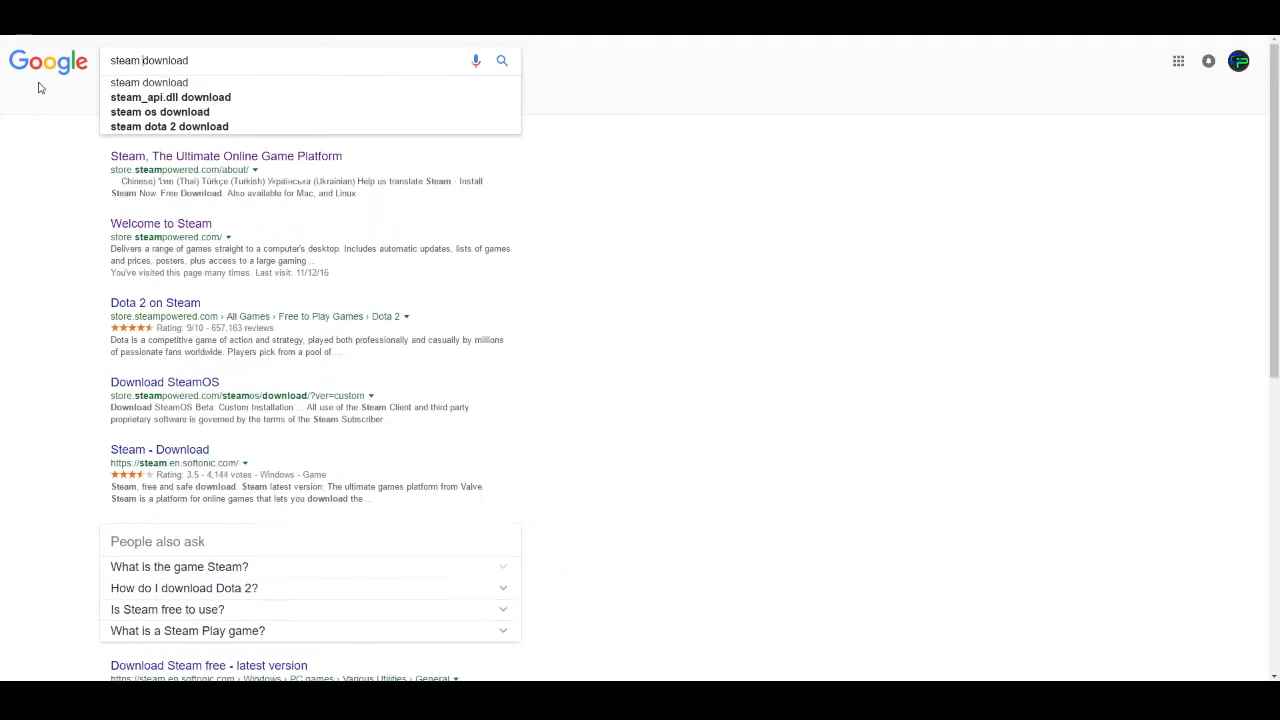 Google
steam download
steam download
steam_api.dll download
steam os download
steam dota 2 download
Steam, The Ultimate Online Game Platform
store.steampowered.com/about/
Chinese) ไทย (Thai) Türkçe (Turkish) Українська (Ukrainian) Help us translate Steam · Install
Steam Now. Free Download. Also available for Mac, and Linux
Welcome to Steam
store.steampowered.com/
Delivers a range of games straight to a computer's desktop. Includes automatic updates, lists of games
and prices, posters, plus access to a large gaming ...
You've visited this page many times. Last visit: 11/12/16
Dota 2 on Steam
store.steampowered.com › All Games › Free to Play Games › Dota 2
Rating: 9/10 - 657,163 reviews
Dota is a competitive game of action and strategy, played both professionally and casually by millions
of passionate fans worldwide. Players pick from a pool of ...
Download SteamOS
store.steampowered.com/steamos/download/?ver=custom
Download SteamOS Beta: Custom Installation ... All use of the Steam Client and third party
proprietary software is governed by the terms of the Steam Subscriber ...
Steam - Download
https://steam.en.softonic.com/
Rating: 3.5 - 4,144 votes - Windows - Game
Steam, free and safe download. Steam latest version: The ultimate games platform from Valve.
Steam is a platform for online games that lets you download the ...
People also ask
What is the game Steam?
How do I download Dota 2?
Is Steam free to use?
What is a Steam Play game?
Download Steam free - latest version
https://steam.en.softonic.com › Windows › PC games › Various Utilities › General